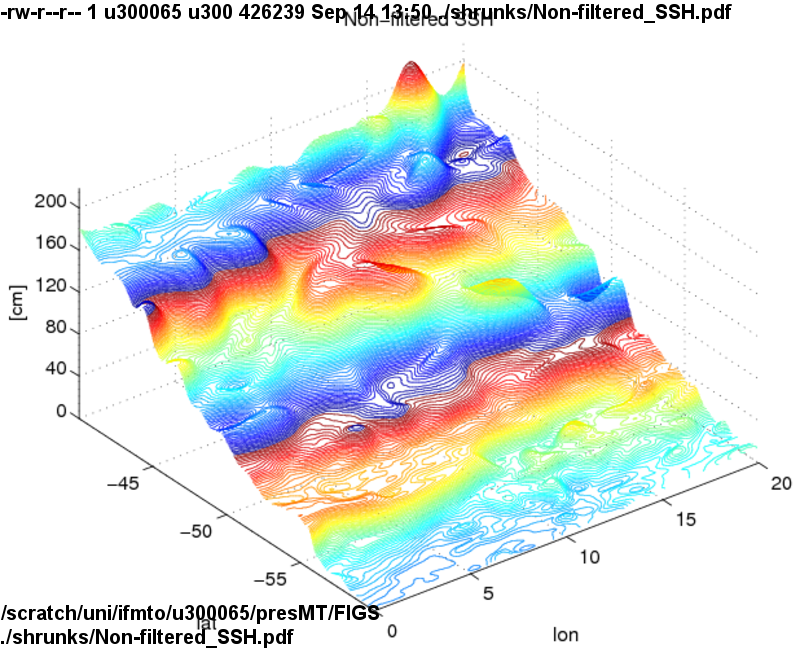 -rw-r--r-- 1 u300065 u300 426239 Sep 14 13:50 ./shrunks/Non-filtered_SSH.pdf
Non-filtered SSH
200
160
120
80
40
0
[cm]
−45
−50
−55
lat
0
5
10
15
20
lon
/scratch/uni/ifmto/u300065/presMT/FIGS
./shrunks/Non-filtered_SSH.pdf